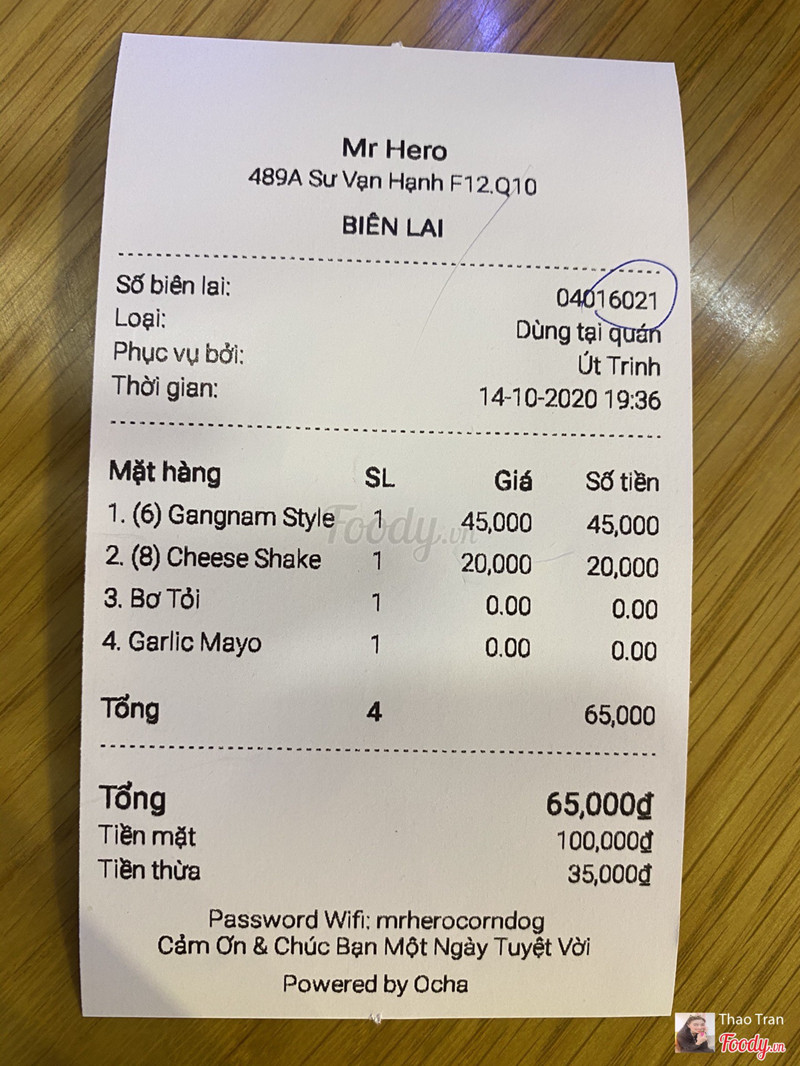 Mr Hero
489A Sư Vạn Hạnh F12.Q10
BIÊN LAI
Số biên lai: 04016021
Loại: Dùng tại quán
Phục vụ bởi: Út Trinh
Thời gian: 14-10-2020 19:36
Mặt hàng SL Giá Số tiền
1. (6) Gangnam Style 1 45,000 45,000
2. (8) Cheese Shake 1 20,000 20,000
3. Bơ Tỏi 1 0.00 0.00
4. Garlic Mayo 1 0.00 0.00
Foody.vn
Tổng 4 65,000
Tổng 65,000₫
Tiền mặt 100,000₫
Tiền thừa 35,000₫
Password Wifi: mrherocorndog
Cảm Ơn & Chúc Bạn Một Ngày Tuyệt Vời
Powered by Ocha
Thao Tran
Foody.vn